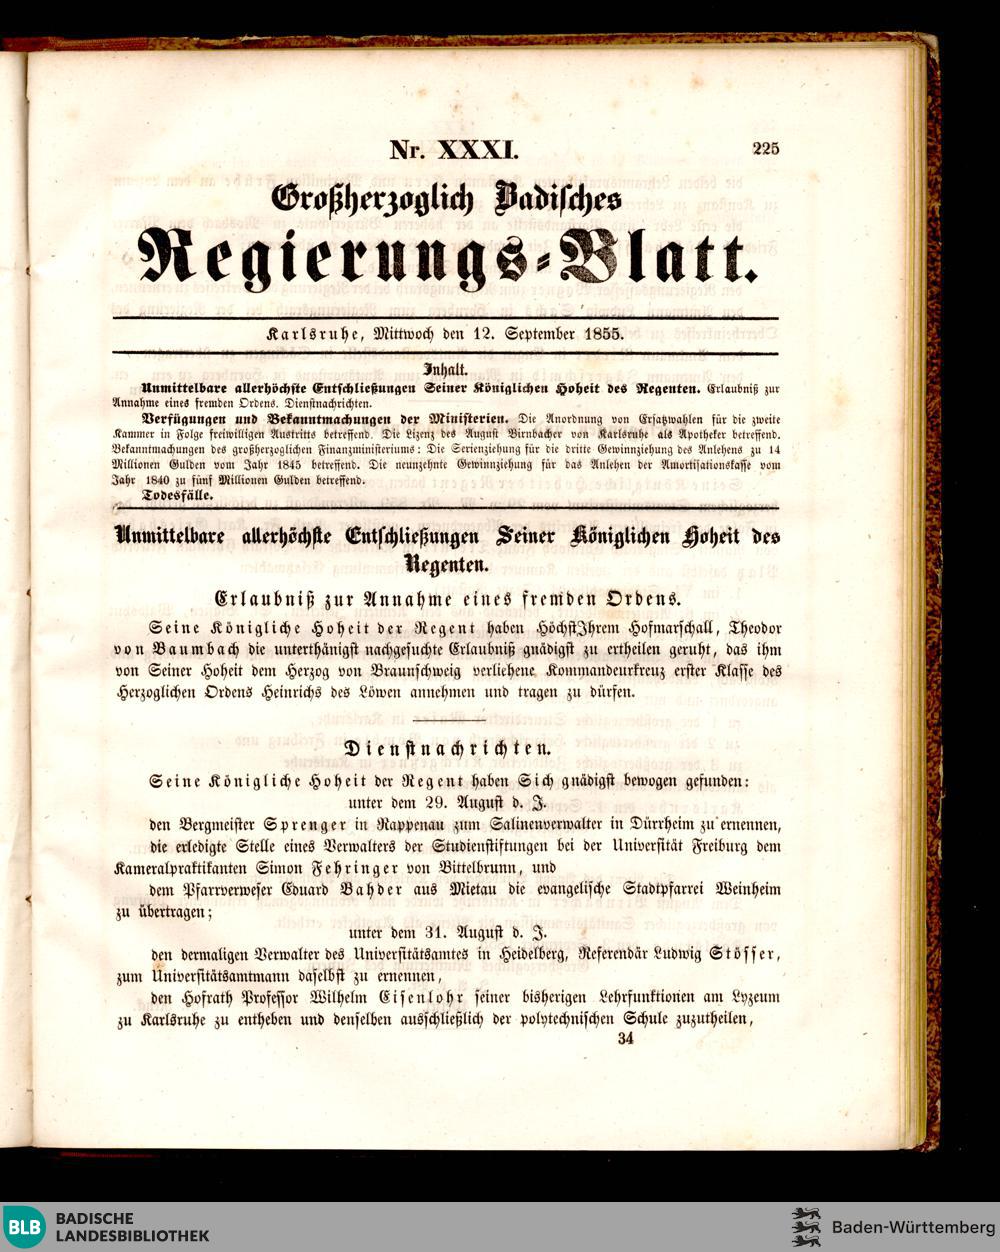 Nr. XXXI.
225
Großherzoglich Badisches
Regierungs-Blatt.
Karlsruhe, Mittwoch den 12. September 1855.
Inhalt.
Unmittelbare allerhöchste Entschließungen Seiner Königlichen Hoheit des Regenten. Erlaubniß zur
Annahme eines fremden Ordens. Dienstnachrichten.
Verfügungen und Bekanntmachungen der Ministerien. Die Anordnung von Ersatzwahlen für die zweite
Kammer in Folge freiwilligen Austritts betreffend. Die Lizenz des August Birnbacher von Karlsruhe als Apotheker betreffend.
Bekanntmachungen des großherzoglichen Finanzministeriums: Die Serienziehung für die dritte Gewinnziehung des Anlehens zu 14
Millionen Gulden vom Jahr 1845 betreffend. Die neunzehnte Gewinnziehung für das Anlehen der Amortisationskasse vom
Jahr 1840 zu fünf Millionen Gulden betreffend.
Todesfälle.
Unmittelbare allerhöchste Entschließungen Seiner Königlichen Hoheit des
Regenten.
Erlaubniß zur Annahme eines fremden Ordens.
Seine Königliche Hoheit der Regent haben HöchstIhrem Hofmarschall, Theodor
von Baumbach die unterthänigst nachgesuchte Erlaubniß gnädigst zu ertheilen geruht, das ihm
von Seiner Hoheit dem Herzog von Braunschweig verliehene Kommandeurkreuz erster Klasse des
Herzoglichen Ordens Heinrichs des Löwen annehmen und tragen zu dürfen.
Dienstnachrichten.
Seine Königliche Hoheit der Regent haben Sich gnädigst bewogen gefunden:
unter dem 29. August d. J.
den Bergmeister Sprenger in Rappenau zum Salinenverwalter in Dürrheim zu ernennen,
die erledigte Stelle eines Verwalters der Studienstiftungen bei der Universität Freiburg dem
Kameralpraktikanten Simon Fehringer von Bittelbrunn, und
dem Pfarrverweser Eduard Bahder aus Mietau die evangelische Stadtpfarrei Weinheim
zu übertragen;
unter dem 31. August d. J.
den dermaligen Verwalter des Universitätsamtes in Heidelberg, Referendär Ludwig Stösser,
zum Universitätsamtmann daselbst zu ernennen,
den Hofrath Professor Wilhelm Eisenlohr seiner bisherigen Lehrfunktionen am Lyzeum
zu Karlsruhe zu entheben und denselben ausschließlich der polytechnischen Schule zuzutheilen,
34
BLB
BADISCHE
LANDESBIBLIOTHEK
Baden-Württemberg